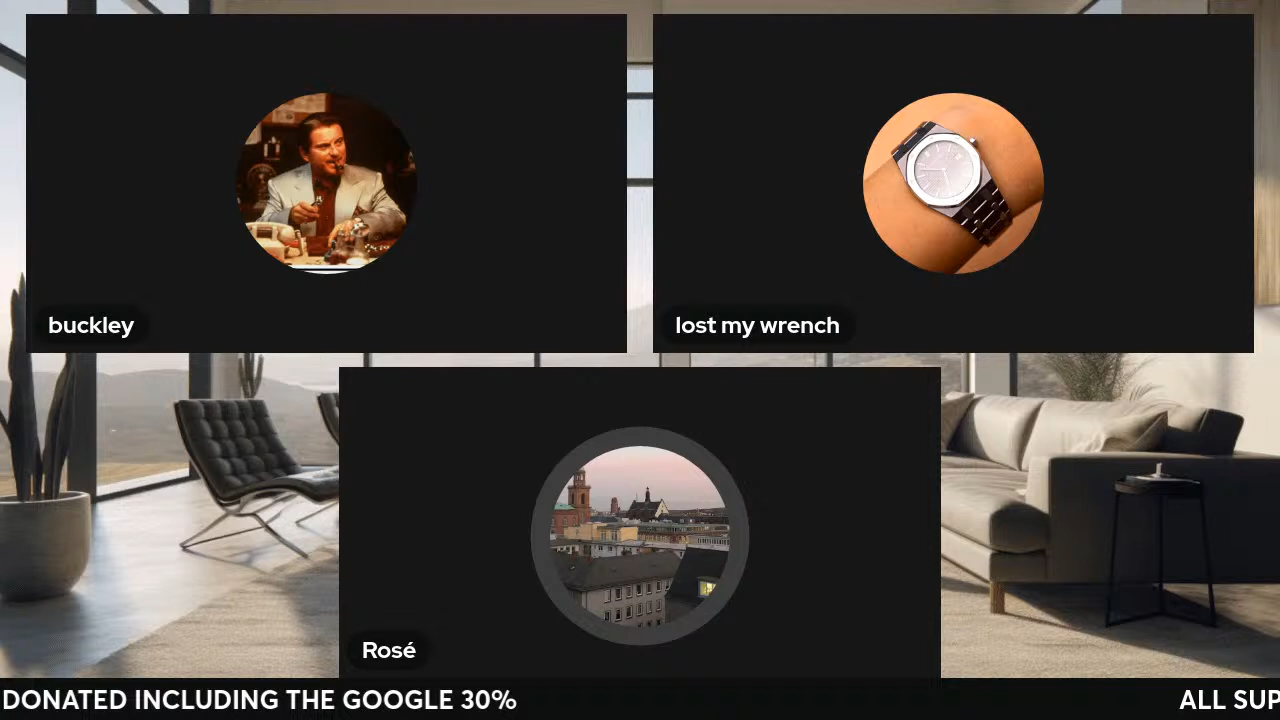 buckley
lost my wrench
Rosé
DONATED INCLUDING THE GOOGLE 30%
ALL SUP